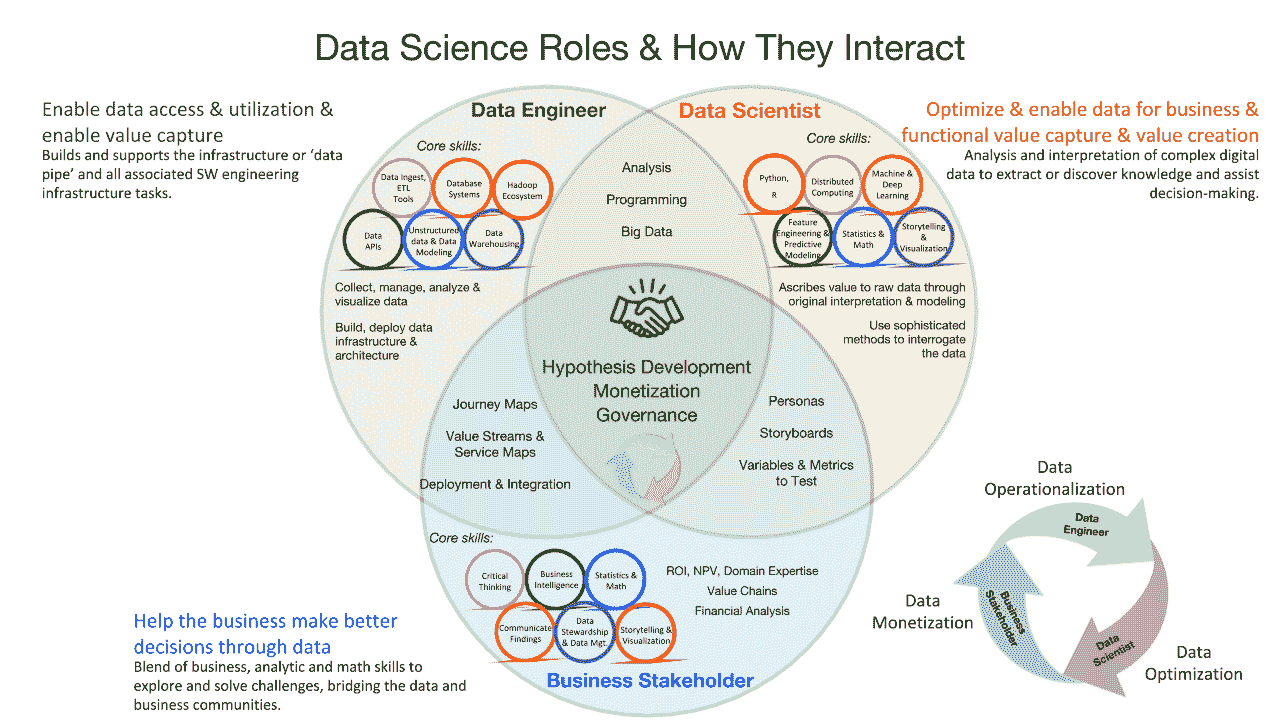 Data Science Roles & How They Interact
Enable data access & utilization &
enable value capture
Builds and supports the infrastructure or ‘data
pipe’ and all associated SW engineering
infrastructure tasks.
Data Engineer
Core skills:
Data Ingest,
ETL
Tools
Database
Systems
Hadoop
Ecosystem
Data
APIs
Unstructured
data & Data
Modeling
Data
Warehousing
Collect, manage, analyze &
visualize data
Build, deploy data
infrastructure &
architecture
Analysis
Programming
Big Data
Data Scientist
Core skills:
Python,
R
Distributed
Computing
Machine &
Deep
Learning
Feature
Engineering &
Predictive
Modeling
Statistics &
Math
Storytelling
&
Visualization
Ascribes value to raw data through
original interpretation & modeling
Use sophisticated
methods to interrogate
the data
Optimize & enable data for business &
functional value capture & value creation
Analysis and interpretation of complex digital
data to extract or discover knowledge and assist
decision-making.
Hypothesis Development
Monetization
Governance
Journey Maps
Value Streams &
Service Maps
Deployment & Integration
Personas
Storyboards
Variables & Metrics
to Test
Core skills:
Critical
Thinking
Business
Intelligence
Statistics &
Math
Communicate
Findings
Data
Stewardship
& Data Mgt.
Storytelling &
Visualization
ROI, NPV, Domain Expertise
Value Chains
Financial Analysis
Business Stakeholder
Help the business make better
decisions through data
Blend of business, analytic and math skills to
explore and solve challenges, bridging the data and
business communities.
Data
Operationalization
Data
Engineer
Data
Monetization
Business
Stakeholder
Data
Scientist
Data
Optimization